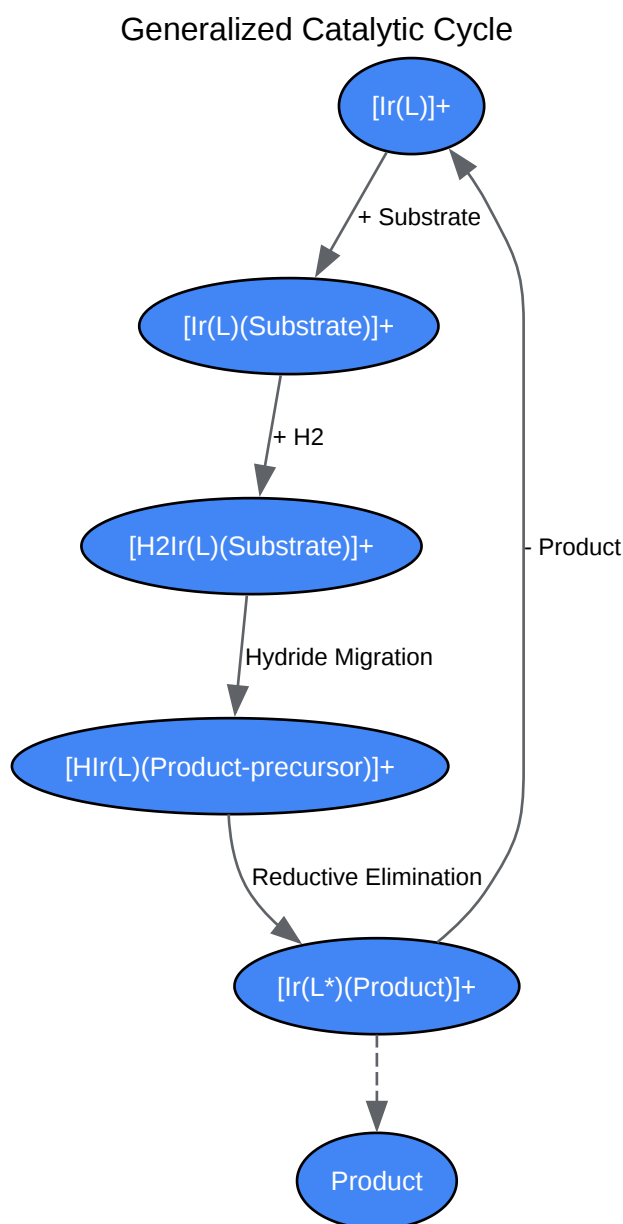 Generalized Catalytic Cycle
[Ir(L)]+
+ Substrate
[Ir(L)(Substrate)]+
+ H2
[H2Ir(L)(Substrate)]+
- Product
Hydride Migration
[HIr(L)(Product-precursor)]+
Reductive Elimination
[Ir(L*)(Product)]+
Product